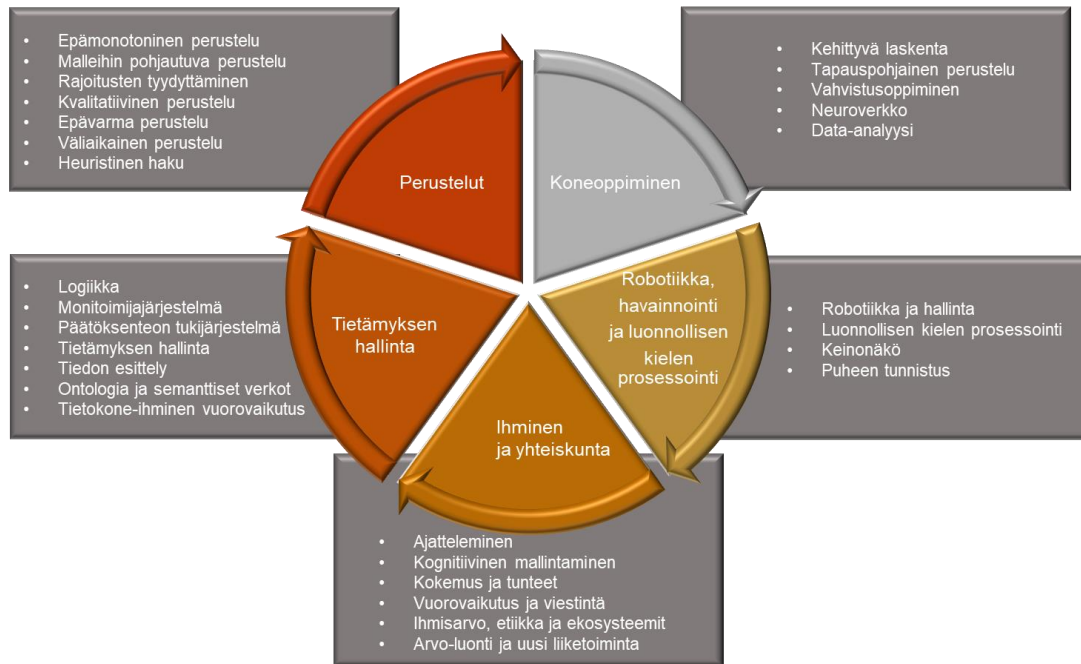 • Epämonotoninen perustelu
• Malleihin pohjautuva perustelu
• Rajoitusten tyydyttäminen
• Kvalitatiivinen perustelu
• Epävarma perustelu
• Väliaikainen perustelu
• Heuristinen haku
Perustelut
Koneoppiminen
• Kehittyvä laskenta
• Tapauspohjainen perustelu
• Vahvistusoppiminen
• Neuroverkko
• Data-analyysi
• Logiikka
• Monitoimijajärjestelmä
• Päätöksenteon tukijärjestelmä
• Tietämyksen hallinta
• Tiedon esittely
• Ontologia ja semanttiset verkot
• Tietokone-ihminen vuorovaikutus
Tietämyksen
hallinta
Robotiikka,
havainnointi
ja luonnollisen
kielen
prosessointi
• Robotiikka ja hallinta
• Luonnollisen kielen prosessointi
• Keinonäkö
• Puheen tunnistus
Ihminen
ja yhteiskunta
• Ajatteleminen
• Kognitiivinen mallintaminen
• Kokemus ja tunteet
• Vuorovaikutus ja viestintä
• Ihmisarvo, etiikka ja ekosysteemit
• Arvo-luonti ja uusi liiketoiminta